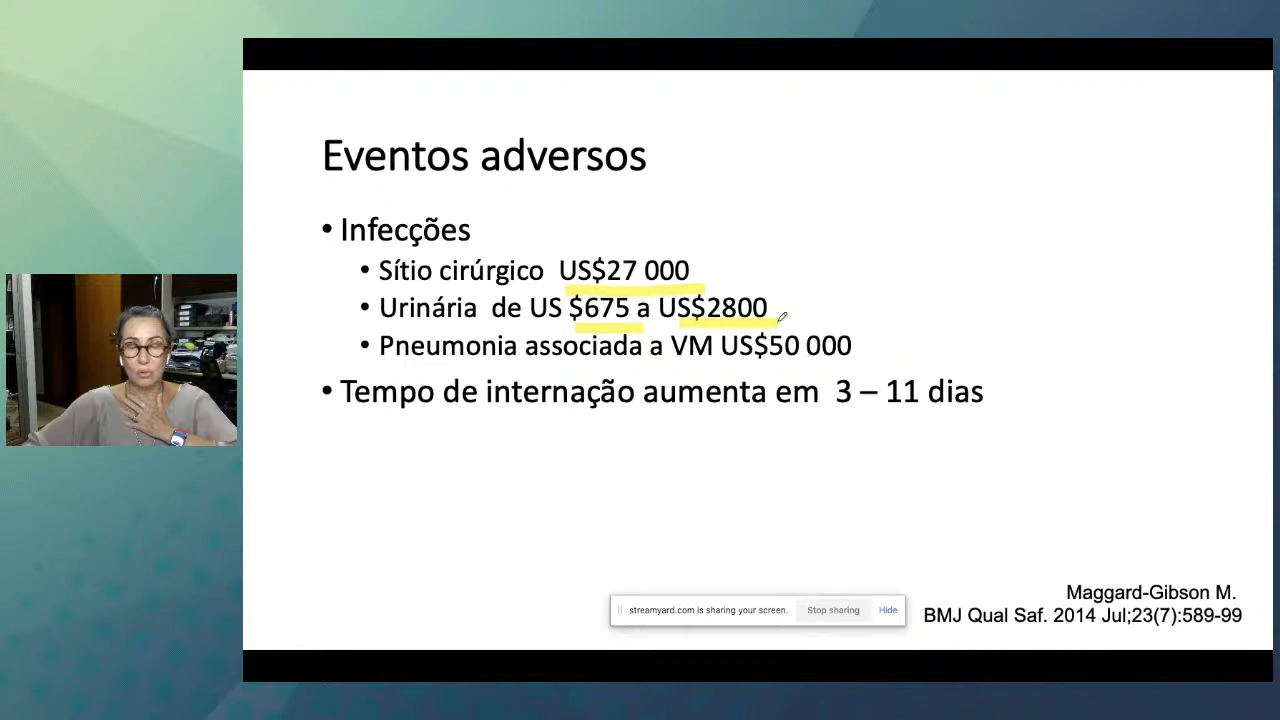 Eventos adversos
• Infecções
• Sítio cirúrgico US$27 000
• Urinária de US $675 a US$2800
• Pneumonia associada a VM US$50 000
• Tempo de internação aumenta em 3 – 11 dias
streamyard.com is sharing your screen. Stop sharing Hide
Maggard-Gibson M.
BMJ Qual Saf. 2014 Jul;23(7):589-99